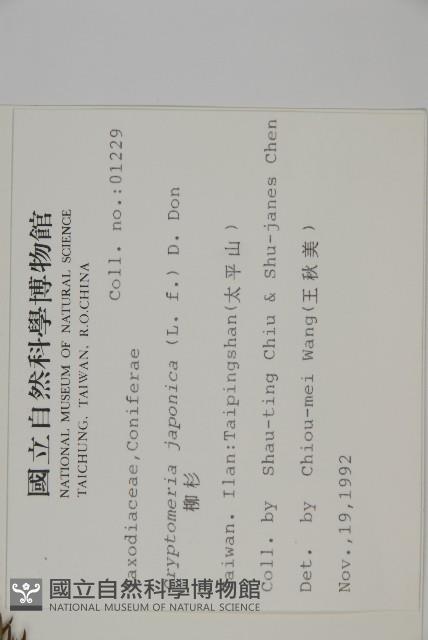 國立自然科學博物館
NATIONAL MUSEUM OF NATURAL SCIENCE
TAICHUNG, TAIWAN, R.O.CHINA
Coll. no.:01229
axodiaceae,Coniferae
ryptomeria japonica (L. f.) D. Don
柳杉
aiwan. Ilan:Taipingshan(太平山)
Coll. by Shau-ting Chiu & Shu-janes Chen
Det. by Chiou-mei Wang(王秋美)
Nov.,19,1992
國立自然科學博物館
NATIONAL MUSEUM OF NATURAL SCIENCE